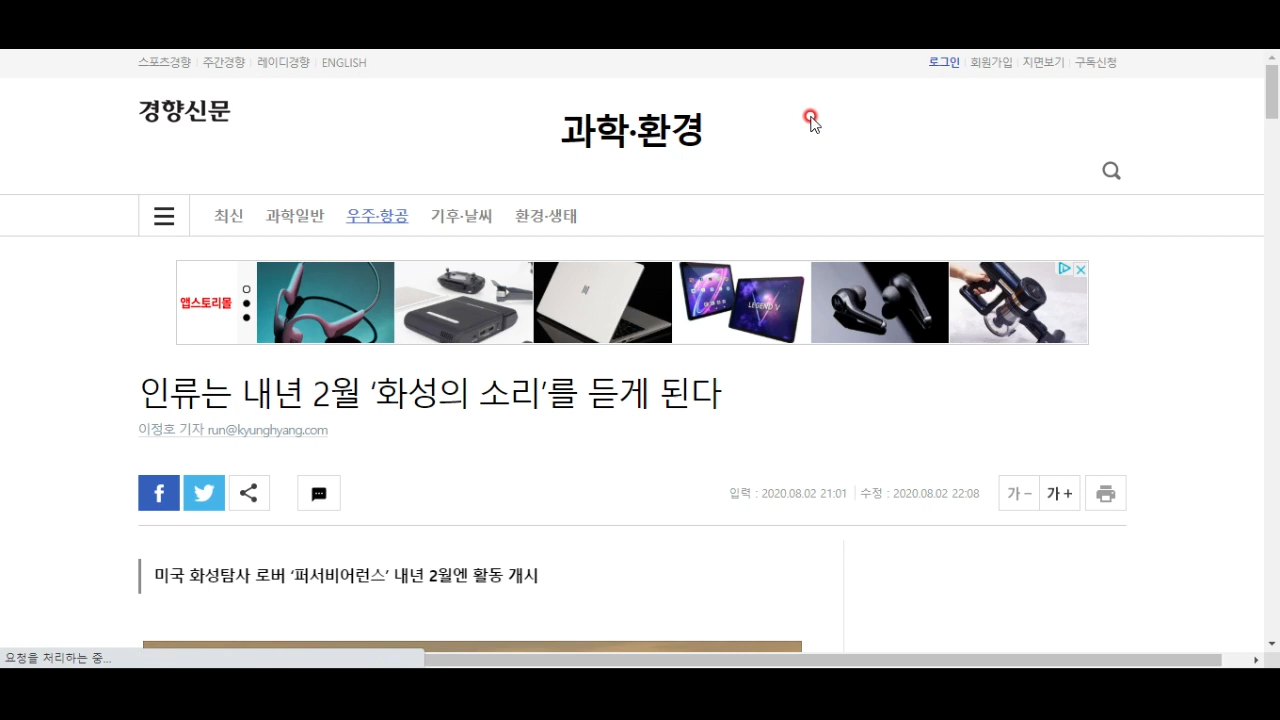 스포츠경향 주간경향 레이디경향 ENGLISH
로그인 회원가입 지면보기 구독신청
경향신문
과학·환경
최신 과학일반 우주·항공 기후·날씨 환경·생태
앱스토리몰
LEGEND V
인류는 내년 2월 ‘화성의 소리’를 듣게 된다
이정호 기자 run@kyunghyang.com
입력 : 2020.08.02 21:01 수정 : 2020.08.02 22:08
가 - 가 +
미국 화성탐사 로버 ‘퍼서비어런스’ 내년 2월엔 활동 개시
요청을 처리하는 중...